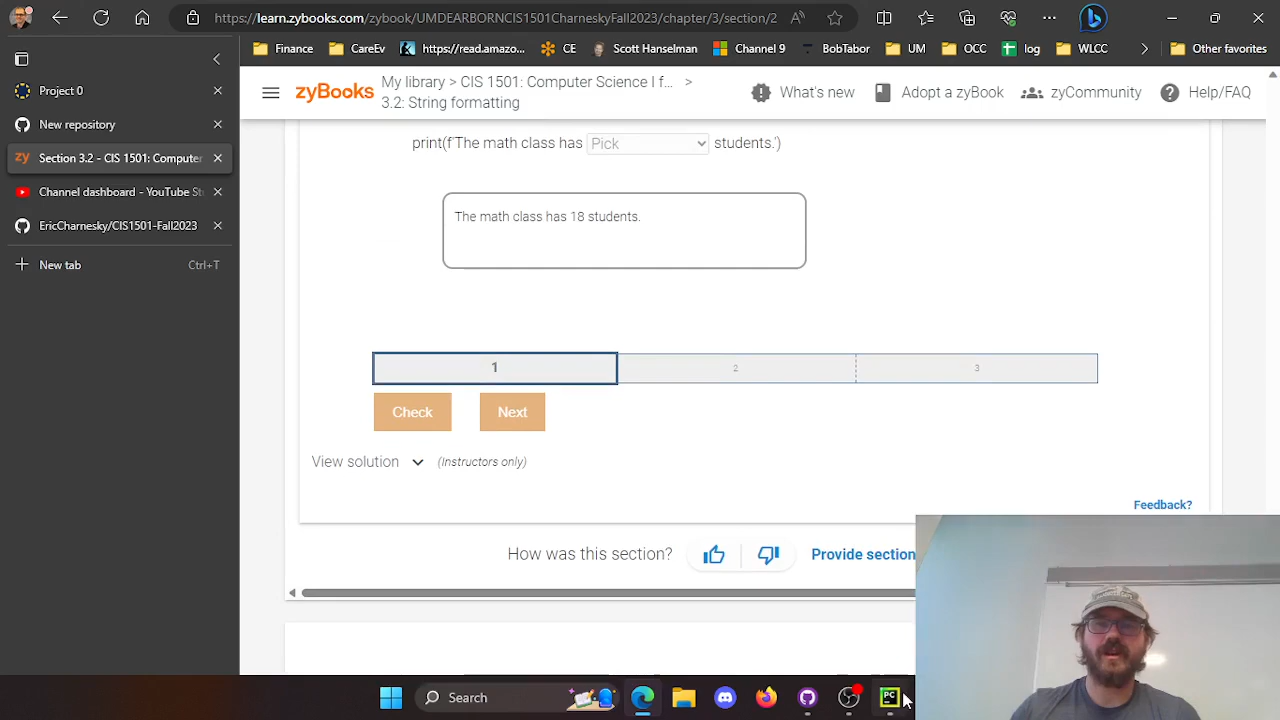 https://learn.zybooks.com/zybook/UMDEARBORNCIS1501CharneskyFall2023/chapter/3/section/2
Finance
CareEv
https://read.amazo...
CE
Scott Hanselman
Channel 9
BobTabor
UM
OCC
log
WLCC
Other favorites
Project 0
New repository
Section 3.2 - CIS 1501: Computer
Channel dashboard - YouTube St
EricCharnesky/CIS1501-Fall2023
New tab
Ctrl+T
zyBooks
My library > CIS 1501: Computer Science I f... >
3.2: String formatting
What's new
Adopt a zyBook
zyCommunity
Help/FAQ
print(f'The math class has Pick students.')
The math class has 18 students.
1
2
3
Check
Next
View solution
(Instructors only)
Feedback?
How was this section?
Provide section
Search
PC